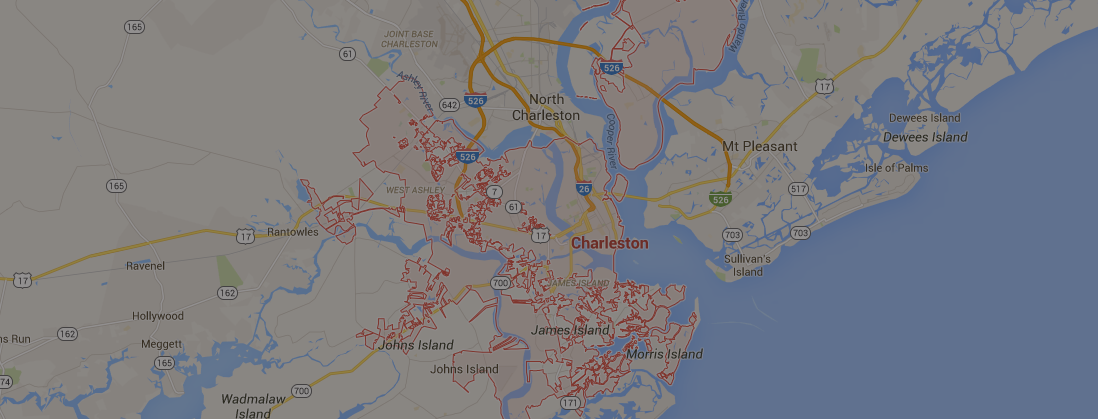 165
61
JOINT BASE
CHARLESTON
Ashley River
526
642
North
Charleston
526
Cooper River
Wando River
17
Dewees Island
Dewees Island
Mt Pleasant
Isle of Palms
526
165
WEST ASHLEY
7
26
61
526
517
17
Rantowles
17
Charleston
703
703
Sullivan's
Island
17
Ravenel
162
700
JAMES ISLAND
Hollywood
162
s Run
Meggett
165
James Island
Johns Island
Morris Island
Johns Island
74
700
Wadmalaw
Island
171